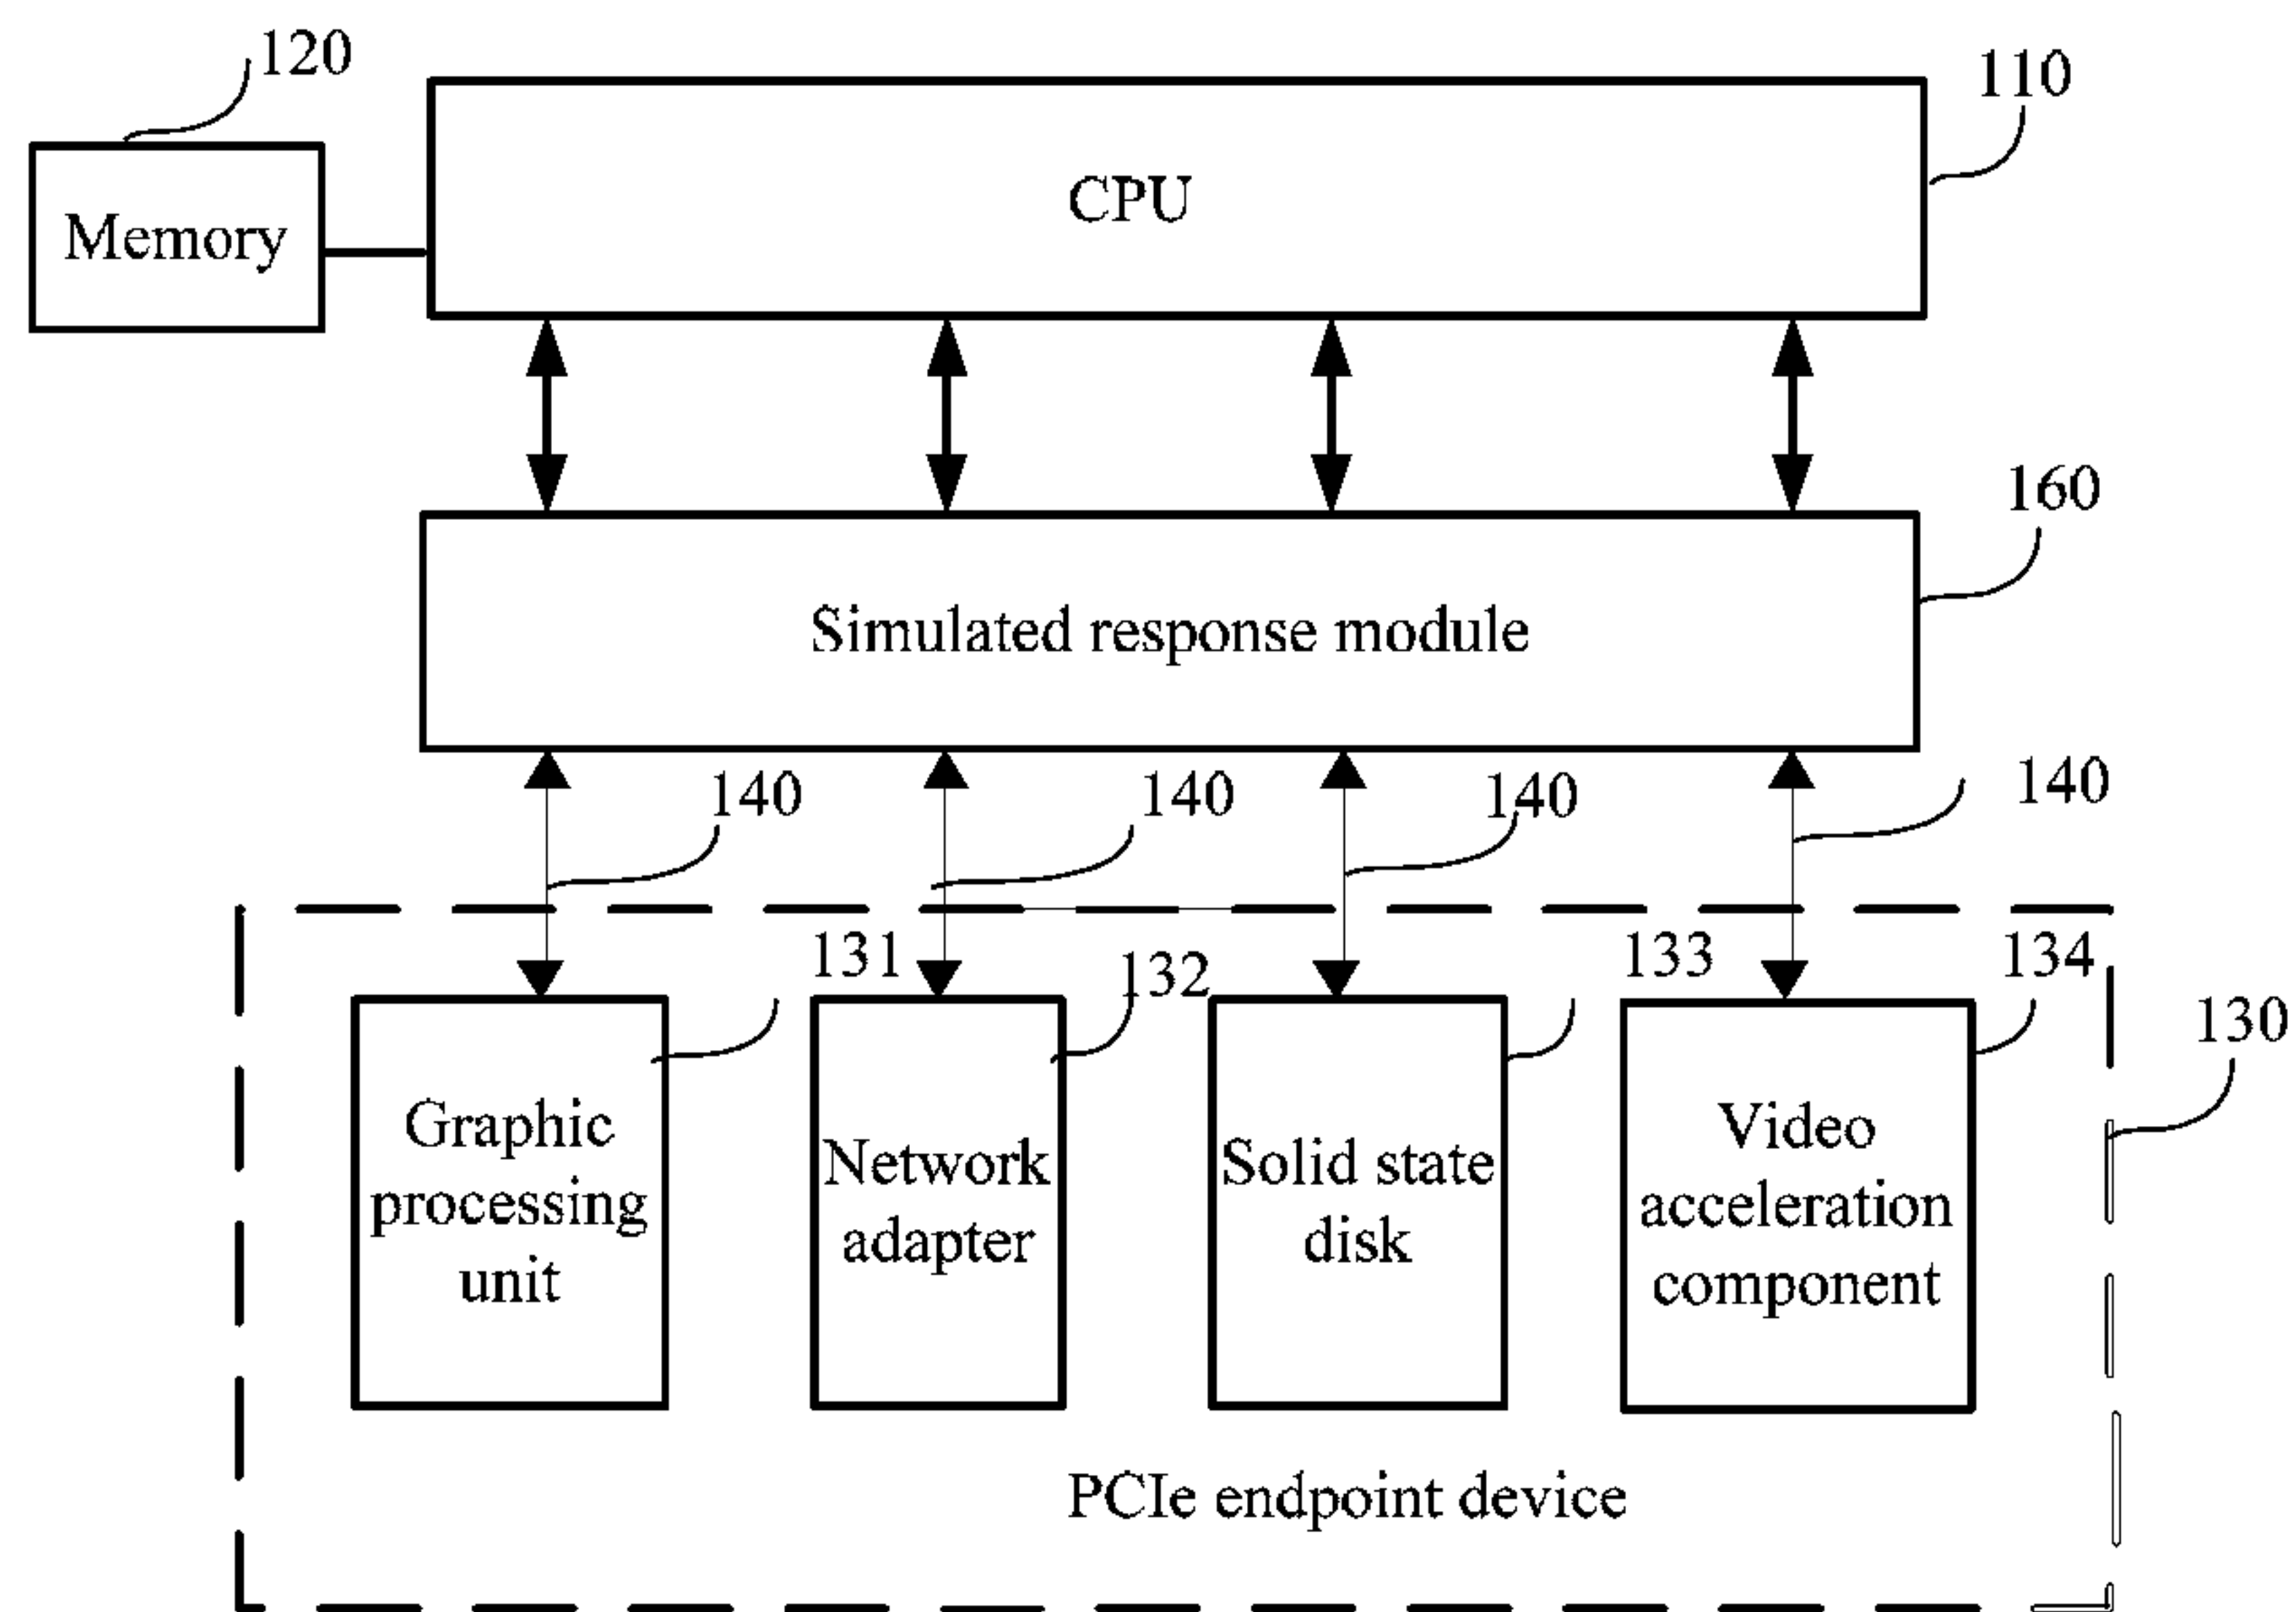 120
110
CPU
Memory
160
Simulated response module
140
140
140
140
131
132
133
134
130
Graphic
processing
unit
Network
adapter
Solid state
disk
Video
acceleration
component
PCIe endpoint device